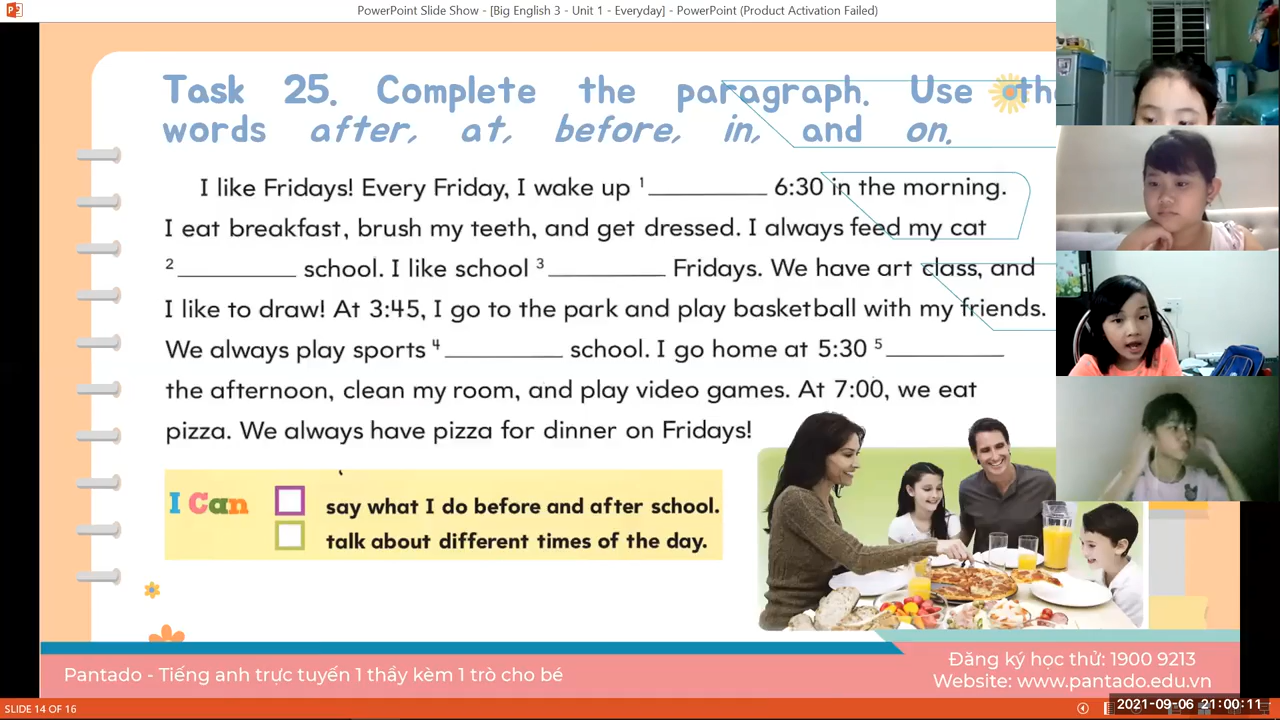 PowerPoint Slide Show - [Big English 3 - Unit 1 - Everyday] - PowerPoint (Product Activation Failed)
Task 25. Complete the paragraph. Use the
words after, at, before, in, and on.
I like Fridays! Every Friday, I wake up 1 __________ 6:30 in the morning.
I eat breakfast, brush my teeth, and get dressed. I always feed my cat
2 __________ school. I like school 3 __________ Fridays. We have art class, and
I like to draw! At 3:45, I go to the park and play basketball with my friends.
We always play sports 4 __________ school. I go home at 5:30 5 __________
the afternoon, clean my room, and play video games. At 7:00, we eat
pizza. We always have pizza for dinner on Fridays!
I Can
say what I do before and after school.
talk about different times of the day.
Pantado - Tiếng anh trực tuyến 1 thầy kèm 1 trò cho bé
Đăng ký học thử: 1900 9213
Website: www.pantado.edu.vn
SLIDE 14 OF 16
2021-09-06 21:00:11